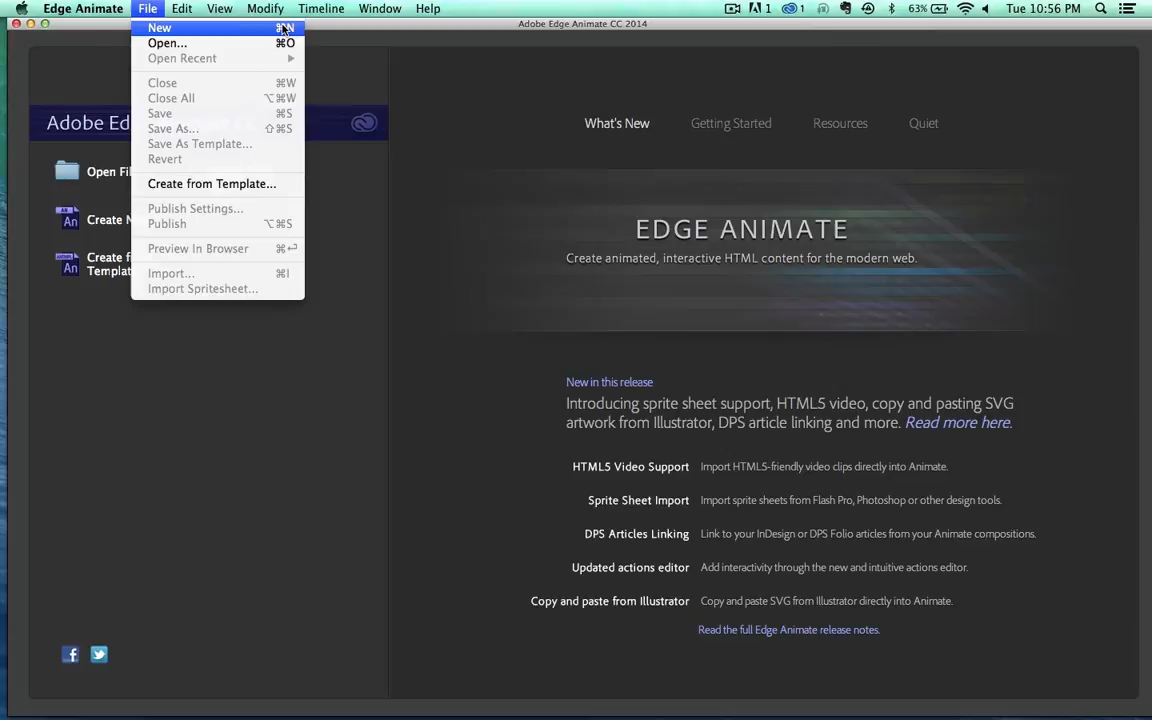 Edge Animate File Edit View Modify Timeline Window Help 1 1 63% Tue 10:56 PM
Adobe Edge Animate CC 2014
New ⌘N
Open... ⌘O
Open Recent ▶
Close ⌘W
Close All ⌥⌘W
Save ⌘S
Save As... ⇧⌘S
Save As Template...
Revert
Create from Template...
Publish Settings...
Publish ⌥⌘S
Preview In Browser ⌘↩
Import... ⌘I
Import Spritesheet...
Adobe Ed
Open Fil
Create N
Create f
Templat
What's New Getting Started Resources Quiet
EDGE ANIMATE
Create animated, interactive HTML content for the modern web.
New in this release
Introducing sprite sheet support, HTML5 video, copy and pasting SVG
artwork from Illustrator, DPS article linking and more. Read more here.
HTML5 Video Support Import HTML5-friendly video clips directly into Animate.
Sprite Sheet Import Import sprite sheets from Flash Pro, Photoshop or other design tools.
DPS Articles Linking Link to your InDesign or DPS Folio articles from your Animate compositions.
Updated actions editor Add interactivity through the new and intuitive actions editor.
Copy and paste from Illustrator Copy and paste SVG from Illustrator directly into Animate.
Read the full Edge Animate release notes.